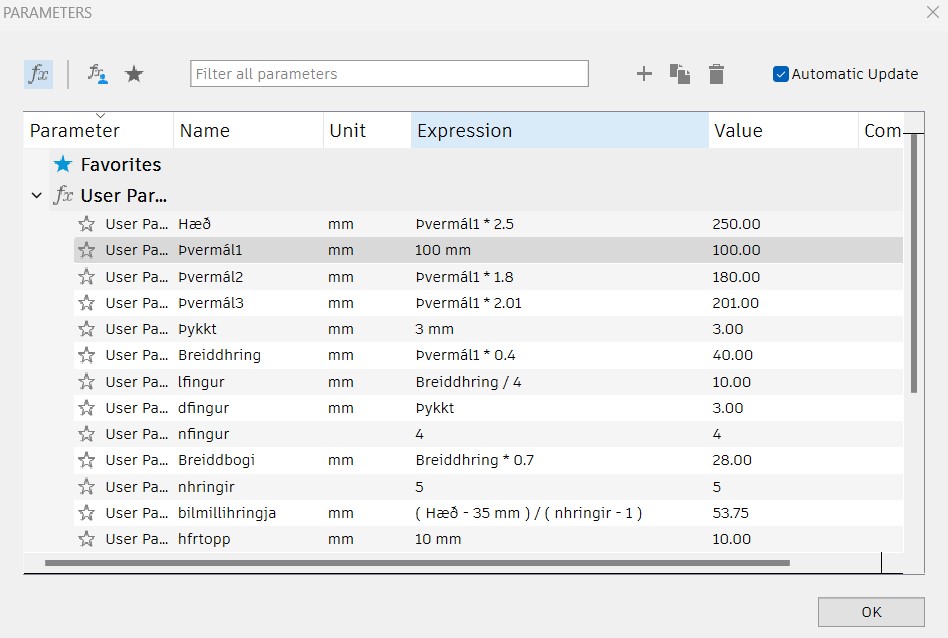 PARAMETERS
fx fx Filter all parameters Automatic Update
Parameter Name Unit Expression Value Com
Favorites
fx User Par...
User Pa... Hæð mm Þvermál1 * 2.5 250.00
User Pa... Þvermál1 mm 100 mm 100.00
User Pa... Þvermál2 mm Þvermál1 * 1.8 180.00
User Pa... Þvermál3 mm Þvermál1 * 2.01 201.00
User Pa... Þykkt mm 3 mm 3.00
User Pa... Breiddhring mm Þvermál1 * 0.4 40.00
User Pa... lfingur mm Breiddhring / 4 10.00
User Pa... dfingur mm Þykkt 3.00
User Pa... nfingur 4 4
User Pa... Breiddbogi mm Breiddhring * 0.7 28.00
User Pa... nhringir 5 5
User Pa... bilmillihringja mm ( Hæð - 35 mm ) / ( nhringir - 1 ) 53.75
User Pa... hfrtopp mm 10 mm 10.00
OK